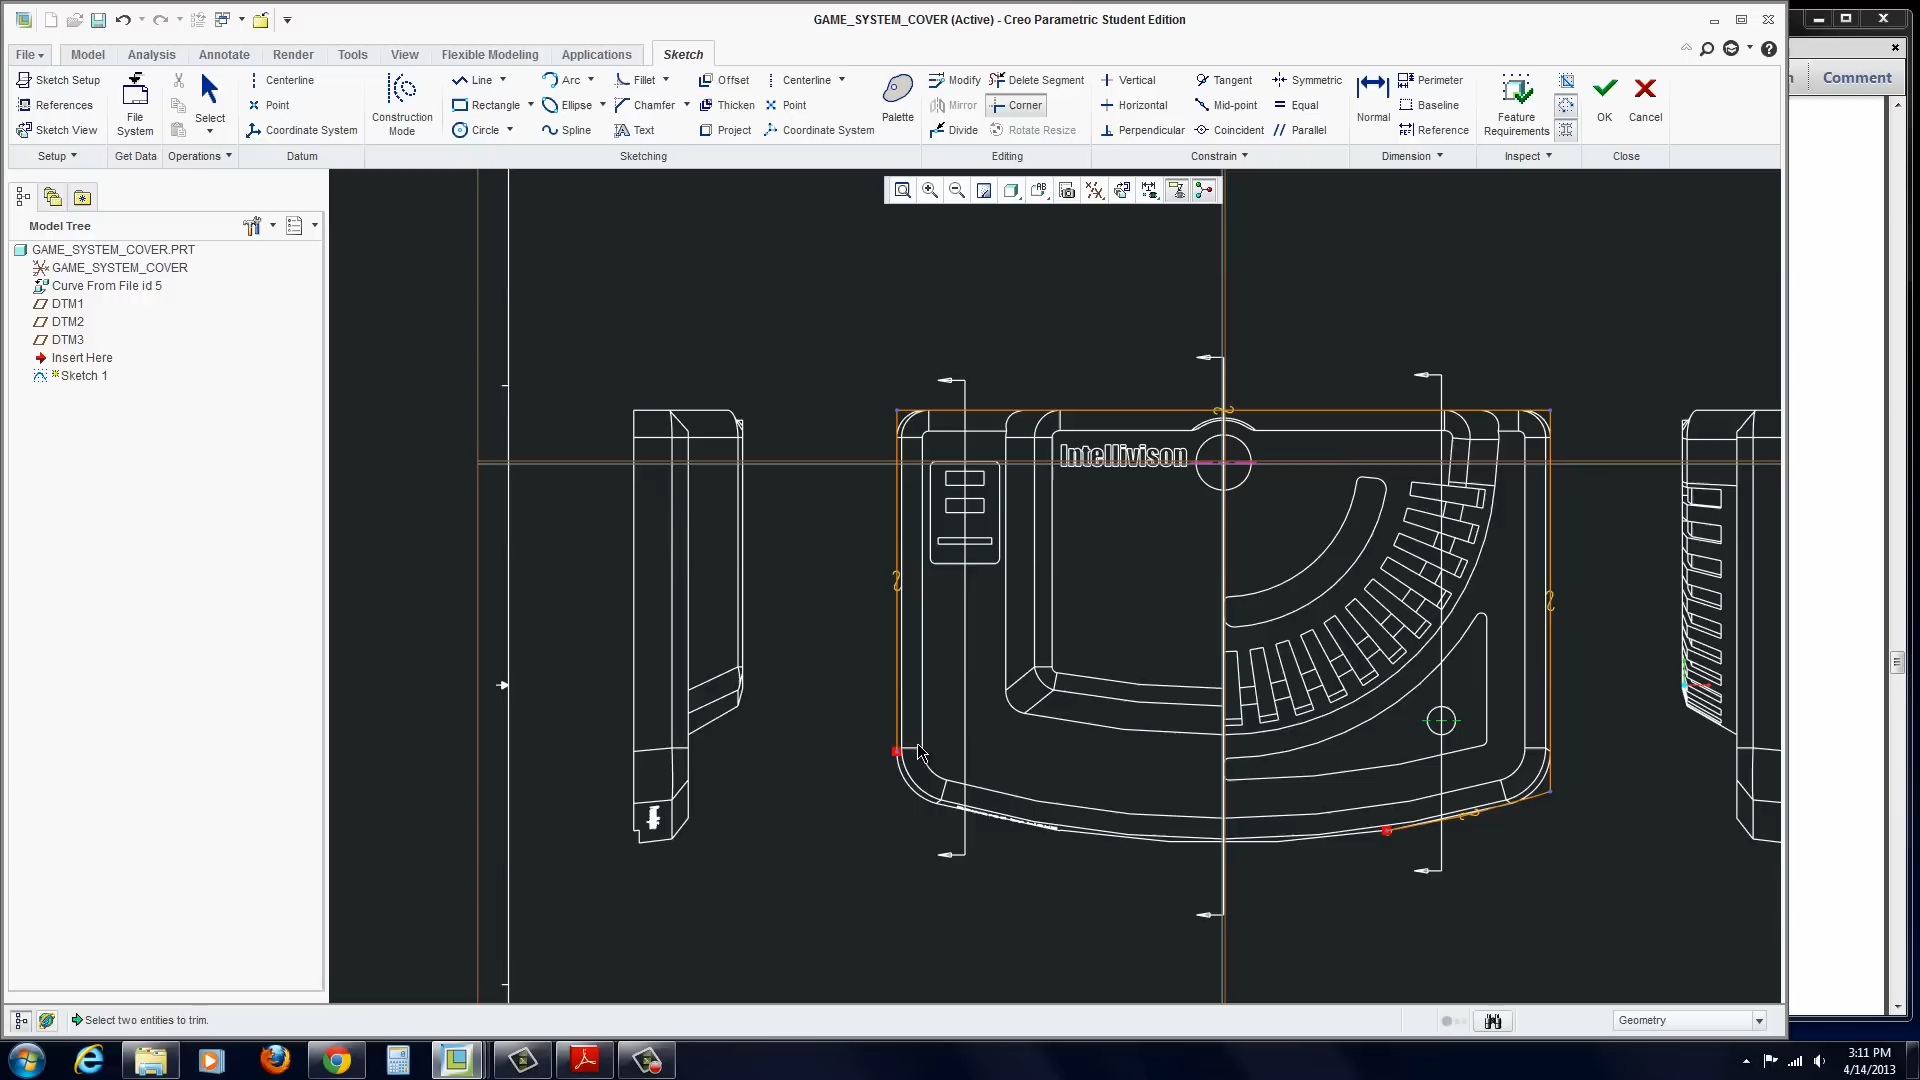 GAME_SYSTEM_COVER (Active) - Creo Parametric Student Edition
File
Model
Analysis
Annotate
Render
Tools
View
Flexible Modeling
Applications
Sketch
Sketch Setup
References
Sketch View
File System
Select
Centerline
Point
Coordinate System
Construction Mode
Line
Rectangle
Circle
Arc
Ellipse
Spline
Fillet
Chamfer
Text
Offset
Thicken
Project
Centerline
Point
Coordinate System
Palette
Modify
Mirror
Divide
Delete Segment
Corner
Rotate Resize
Vertical
Horizontal
Perpendicular
Tangent
Mid-point
Coincident
Symmetric
Equal
Parallel
Normal
Perimeter
Baseline
Reference
Feature Requirements
OK
Cancel
Setup
Get Data
Operations
Datum
Sketching
Editing
Constrain
Dimension
Inspect
Close
Comment
Model Tree
GAME_SYSTEM_COVER.PRT
GAME_SYSTEM_COVER
Curve From File id 5
DTM1
DTM2
DTM3
Insert Here
*Sketch 1
Intellivison
Select two entities to trim.
Geometry
3:11 PM
4/14/2013